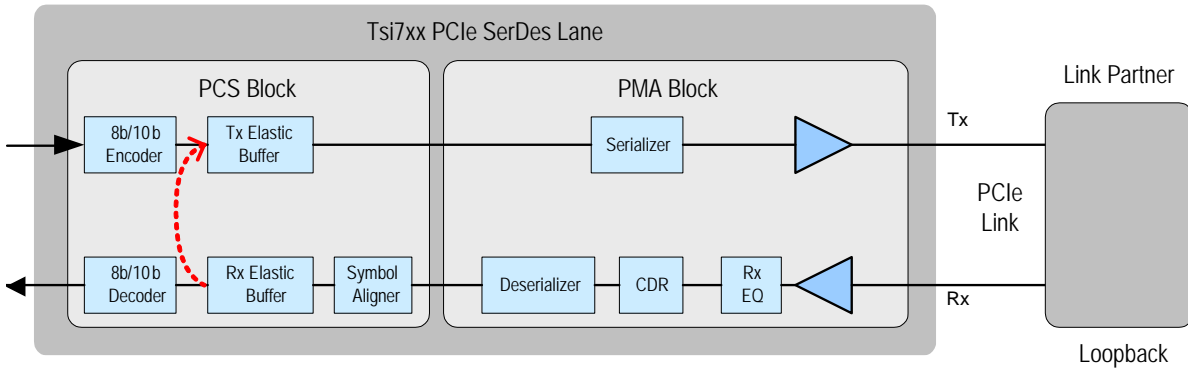 Tsi7xx PCIe SerDes Lane
PCS Block
PMA Block
Link Partner
8b/10b
Encoder
Tx Elastic
Buffer
Serializer
Tx
PCIe
Link
8b/10b
Decoder
Rx Elastic
Buffer
Symbol
Aligner
Deserializer
CDR
Rx
EQ
Rx
Loopback